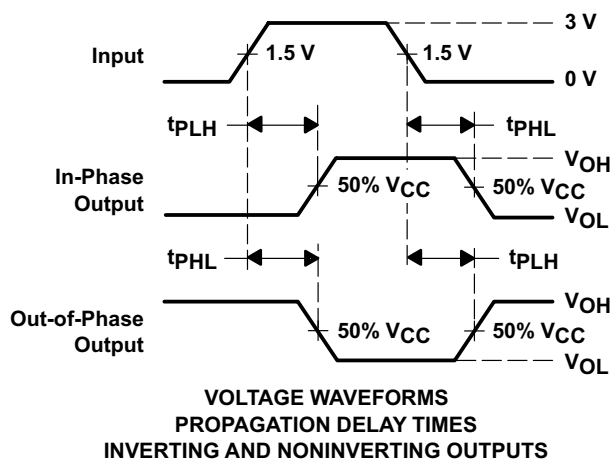 3 V
Input
1.5 V
1.5 V
0 V
tPLH
tPHL
In-Phase
Output
50% VCC
50% VCC
VOH
VOL
tPHL
tPLH
Out-of-Phase
Output
50% VCC
50% VCC
VOH
VOL
VOLTAGE WAVEFORMS
PROPAGATION DELAY TIMES
INVERTING AND NONINVERTING OUTPUTS